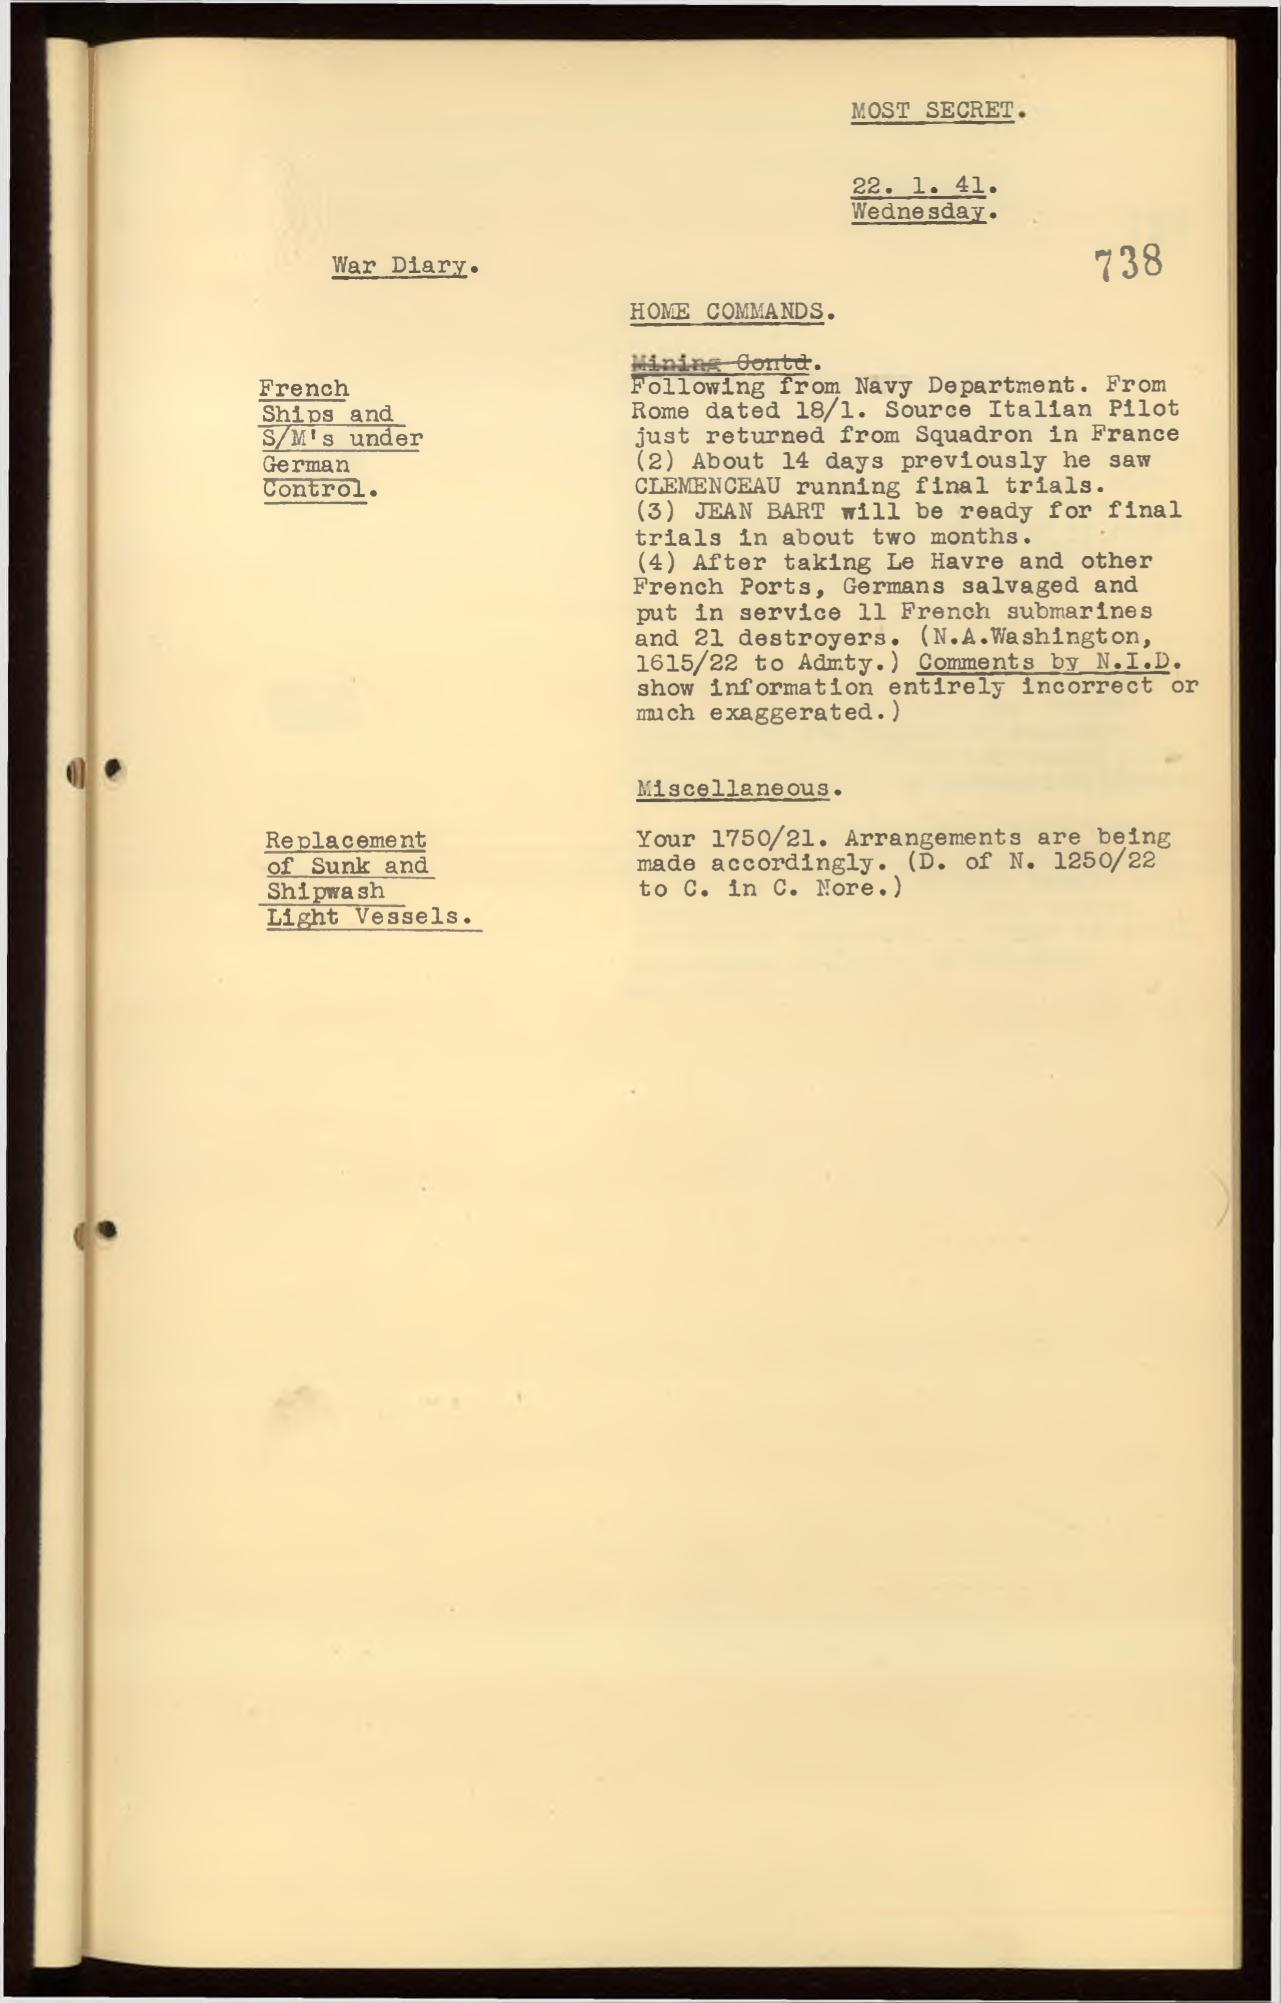 MOST SECRET.
22. 1. 41.
Wednesday.
War Diary.
738
HOME COMMANDS.
Mining Contd.
French
Ships and
S/M's under
German
Control.
Following from Navy Department. From
Rome dated 18/1. Source Italian Pilot
just returned from Squadron in France
(2) About 14 days previously he saw
CLEMENCEAU running final trials.
(3) JEAN BART will be ready for final
trials in about two months.
(4) After taking Le Havre and other
French Ports, Germans salvaged and
put in service 11 French submarines
and 21 destroyers. (N.A.Washington,
1615/22 to Admty.) Comments by N.I.D.
show information entirely incorrect or
much exaggerated.)
Miscellaneous.
Replacement
of Sunk and
Shipwash
Light Vessels.
Your 1750/21. Arrangements are being
made accordingly. (D. of N. 1250/22
to C. in C. Nore.)